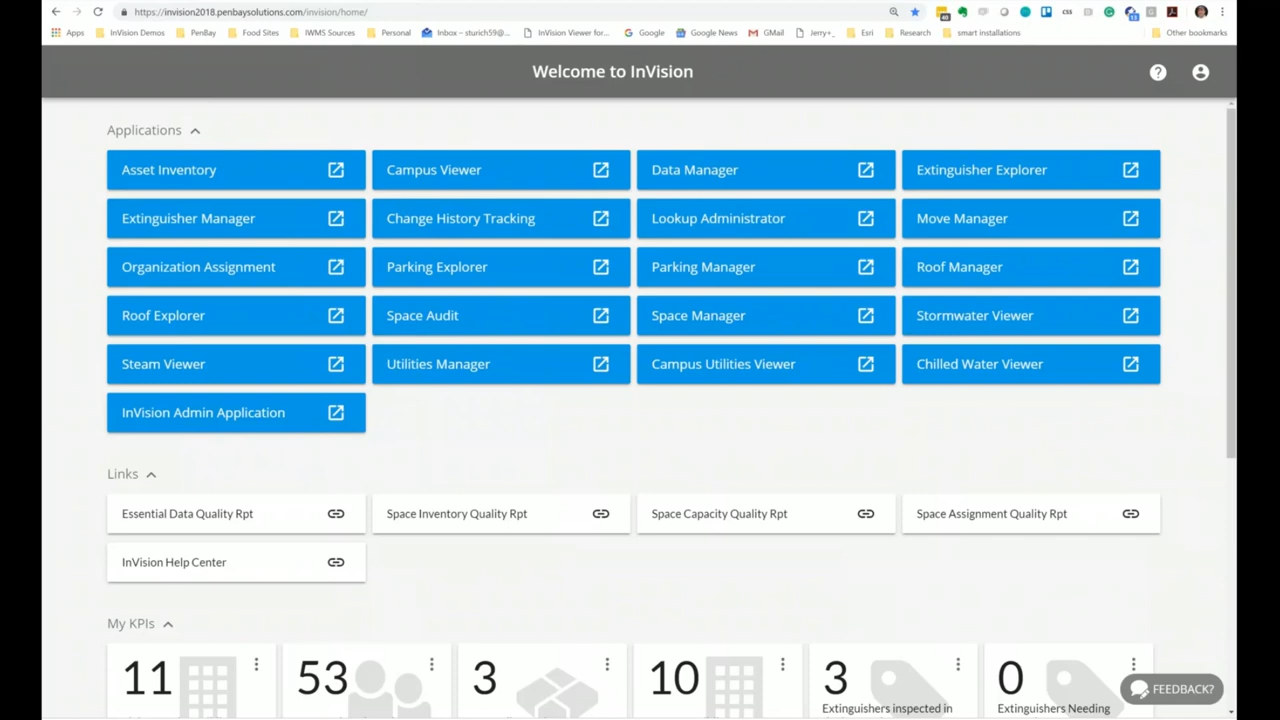 https://invision2018.penbaysolutions.com/invision/home/
Apps InVision Demos PenBay Food Sites IWMS Sources Personal Inbox – sturich59@... InVision Viewer for... Google Google News GMail Jerry+_ Esri Research smart installations Other bookmarks
Welcome to InVision
Applications
Asset Inventory Campus Viewer Data Manager Extinguisher Explorer
Extinguisher Manager Change History Tracking Lookup Administrator Move Manager
Organization Assignment Parking Explorer Parking Manager Roof Manager
Roof Explorer Space Audit Space Manager Stormwater Viewer
Steam Viewer Utilities Manager Campus Utilities Viewer Chilled Water Viewer
InVision Admin Application
Links
Essential Data Quality Rpt Space Inventory Quality Rpt Space Capacity Quality Rpt Space Assignment Quality Rpt
InVision Help Center
My KPIs
11 53 3 10 3 0
FEEDBACK?
Extinguishers inspected in Extinguishers Needing